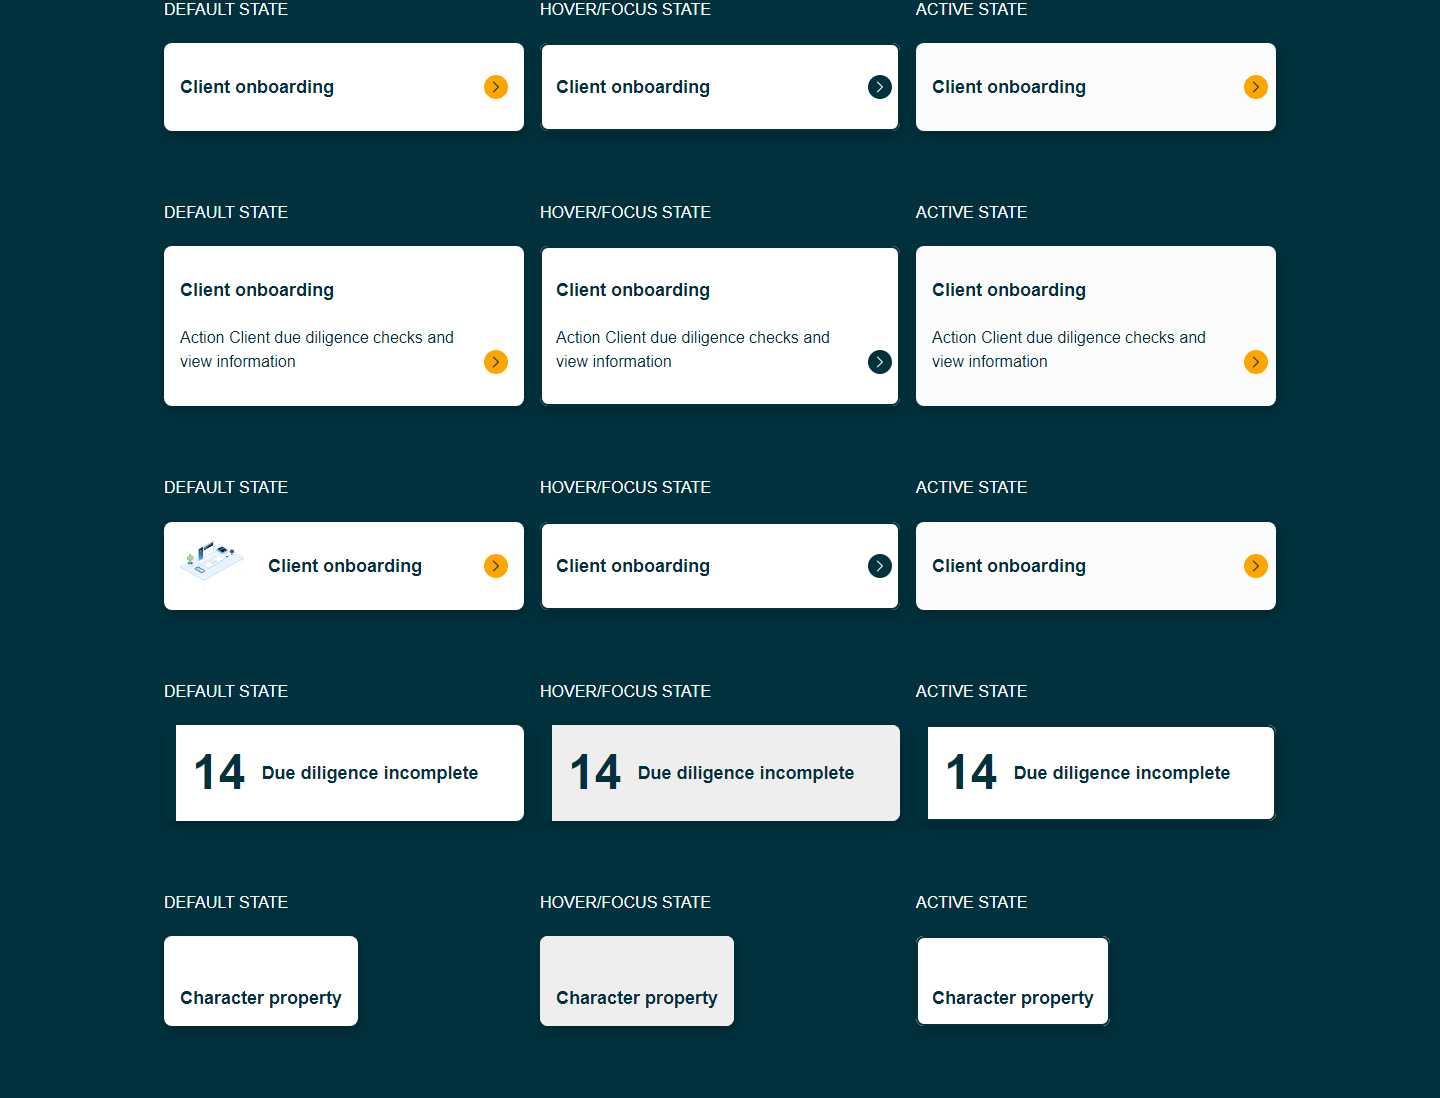 DEFAULT STATE
HOVER/FOCUS STATE
ACTIVE STATE
Client onboarding
Client onboarding
Client onboarding
DEFAULT STATE
HOVER/FOCUS STATE
ACTIVE STATE
Client onboarding
Action Client due diligence checks and
view information
Client onboarding
Action Client due diligence checks and
view information
Client onboarding
Action Client due diligence checks and
view information
DEFAULT STATE
HOVER/FOCUS STATE
ACTIVE STATE
Client onboarding
Client onboarding
Client onboarding
DEFAULT STATE
HOVER/FOCUS STATE
ACTIVE STATE
14 Due diligence incomplete
14 Due diligence incomplete
14 Due diligence incomplete
DEFAULT STATE
HOVER/FOCUS STATE
ACTIVE STATE
Character property
Character property
Character property